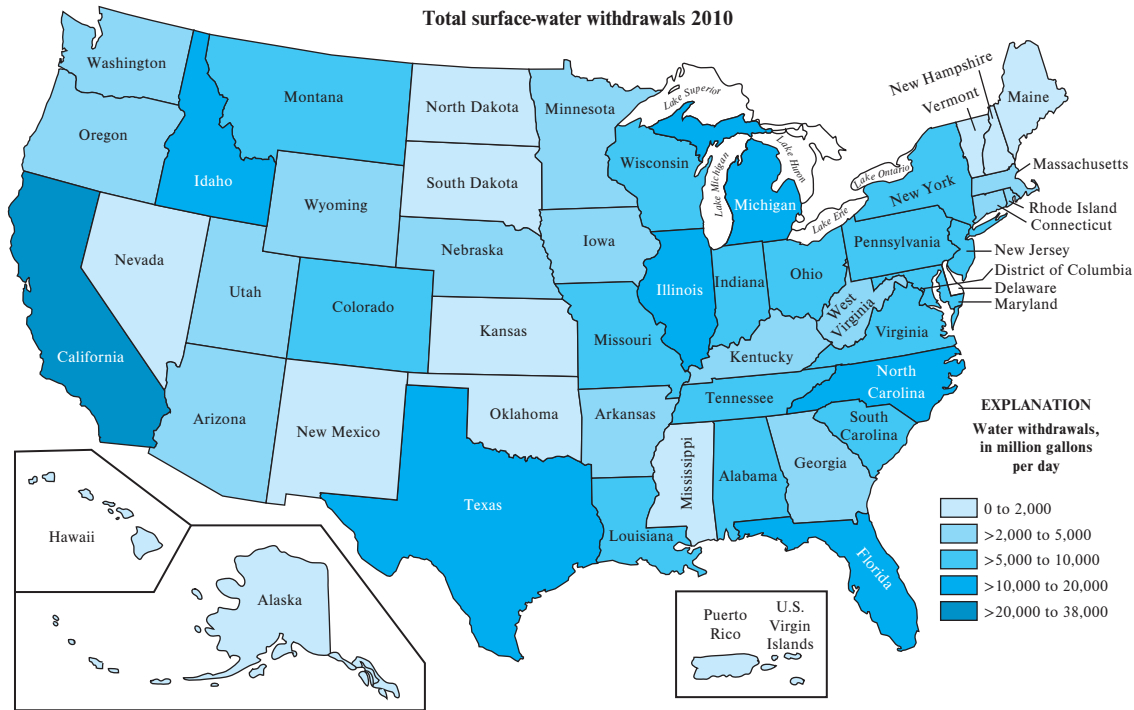 Total surface-water withdrawals 2010
Washington
Oregon
California
Nevada
Idaho
Montana
Wyoming
Utah
Arizona
Colorado
New Mexico
North Dakota
South Dakota
Nebraska
Kansas
Oklahoma
Texas
Minnesota
Iowa
Missouri
Arkansas
Louisiana
Wisconsin
Illinois
Michigan
Indiana
Ohio
Kentucky
Tennessee
Mississippi
Alabama
Georgia
Florida
South
Carolina
North
Carolina
Virginia
West
Virginia
Pennsylvania
New York
Lake Superior
Lake Michigan
Lake Huron
Lake Erie
Lake Ontario
New Hampshire
Vermont
Maine
Massachusetts
Rhode Island
Connecticut
New Jersey
District of Columbia
Delaware
Maryland
Hawaii
Alaska
Puerto
Rico
U.S.
Virgin
Islands
EXPLANATION
Water withdrawals,
in million gallons
per day
0 to 2,000
>2,000 to 5,000
>5,000 to 10,000
>10,000 to 20,000
>20,000 to 38,000